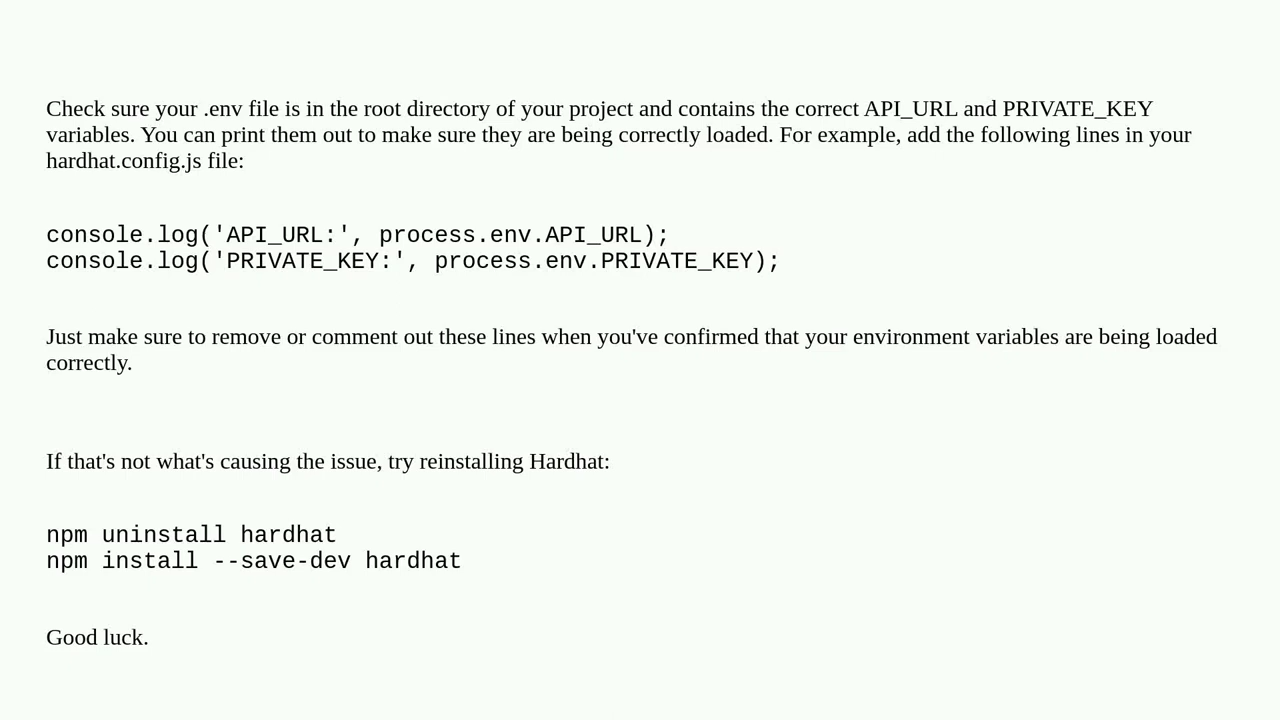 Check sure your .env file is in the root directory of your project and contains the correct API_URL and PRIVATE_KEY
variables. You can print them out to make sure they are being correctly loaded. For example, add the following lines in your
hardhat.config.js file:
console.log('API_URL:', process.env.API_URL);
console.log('PRIVATE_KEY:', process.env.PRIVATE_KEY);
Just make sure to remove or comment out these lines when you've confirmed that your environment variables are being loaded
correctly.
If that's not what's causing the issue, try reinstalling Hardhat:
npm uninstall hardhat
npm install --save-dev hardhat
Good luck.